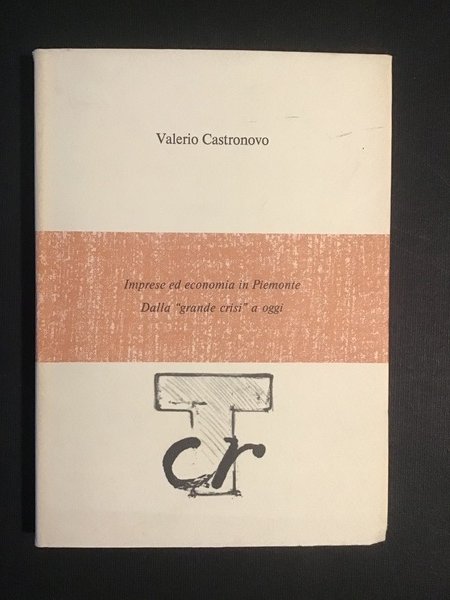 Valerio Castronovo
Imprese ed economia in Piemonte
Dalla "grande crisi" a oggi
T
cr